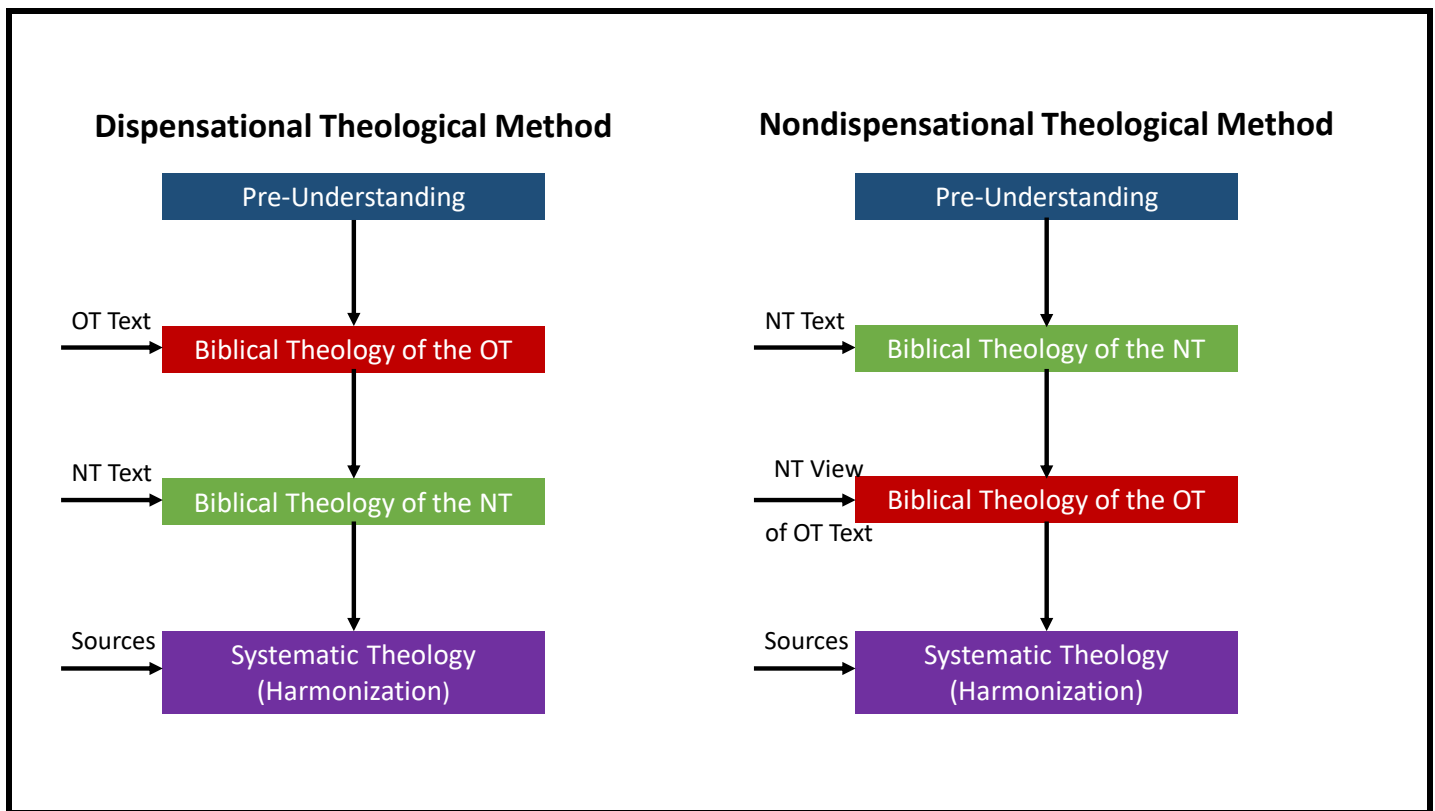 Dispensational Theological Method
Pre-Understanding
OT Text
Biblical Theology of the OT
NT Text
Biblical Theology of the NT
Sources
Systematic Theology
(Harmonization)
Nondispensational Theological Method
Pre-Understanding
NT Text
Biblical Theology of the NT
NT View
of OT Text
Biblical Theology of the OT
Sources
Systematic Theology
(Harmonization)